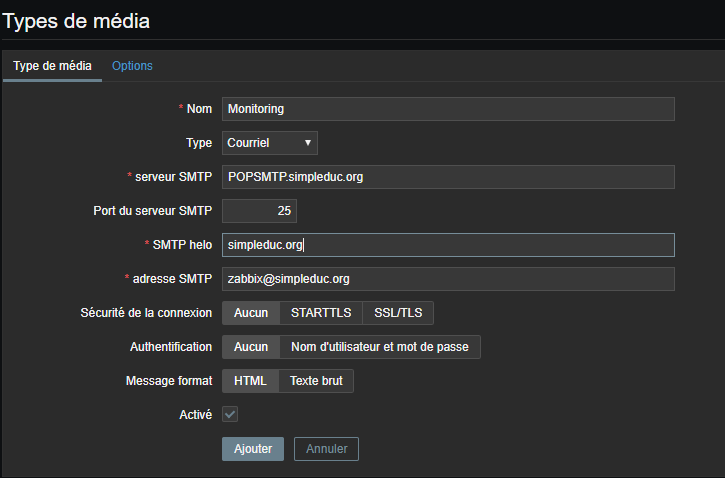 Types de média
Type de média Options
* Nom Monitoring
Type Courriel
* serveur SMTP POPSMTP.simpleduc.org
Port du serveur SMTP 25
* SMTP helo simpleduc.org
* adresse SMTP zabbix@simpleduc.org
Sécurité de la connexion Aucun STARTTLS SSL/TLS
Authentification Aucun Nom d'utilisateur et mot de passe
Message format HTML Texte brut
Activé
Ajouter Annuler